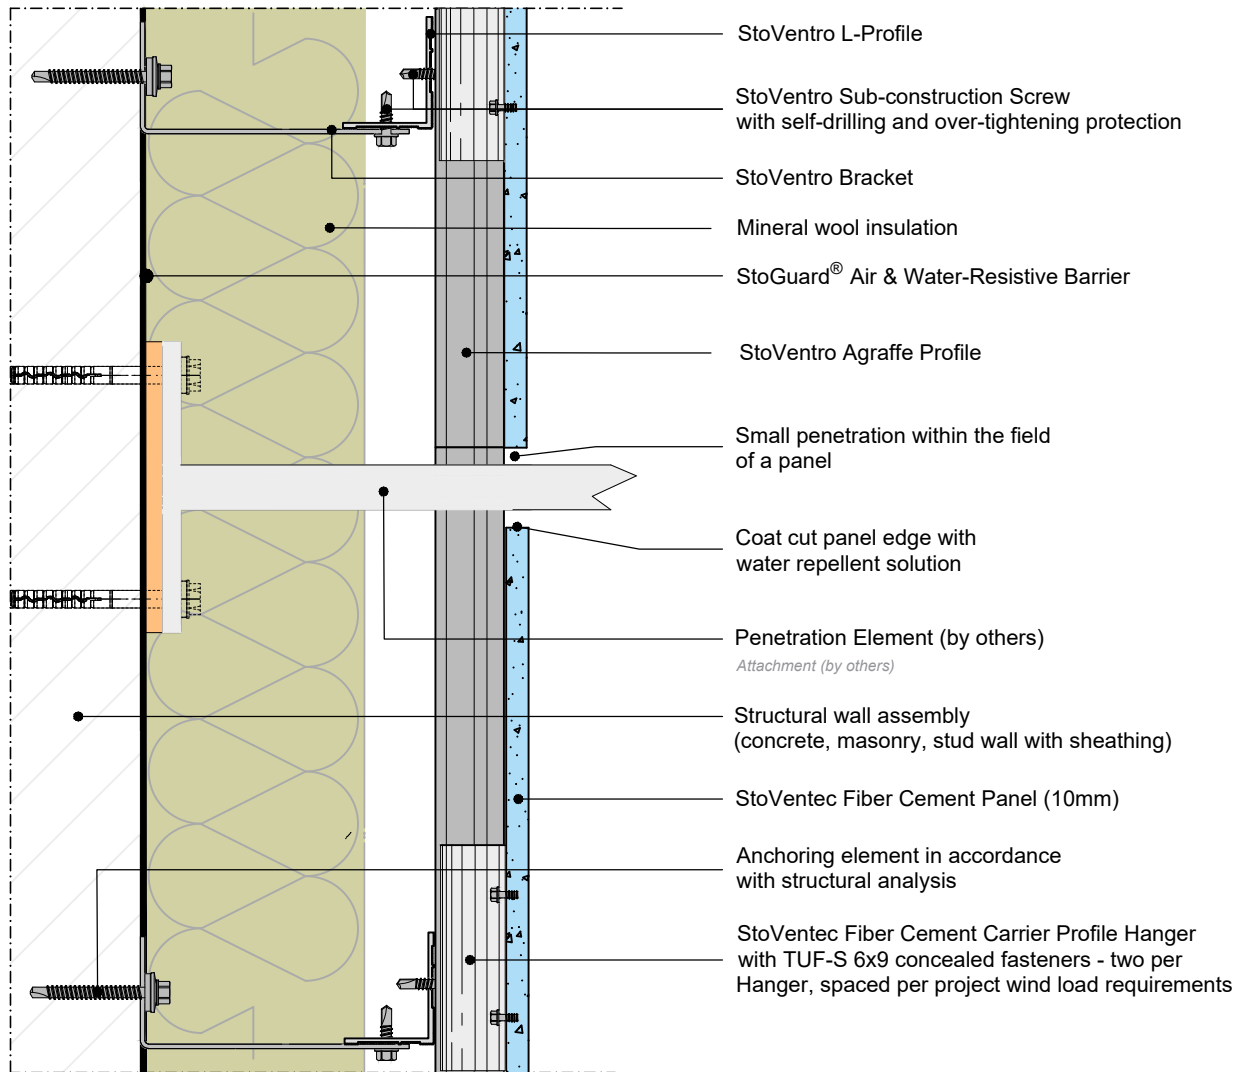 StoVentro L-Profile
StoVentro Sub-construction Screw
with self-drilling and over-tightening protection
StoVentro Bracket
Mineral wool insulation
StoGuard® Air & Water-Resistive Barrier
StoVentro Agraffe Profile
Small penetration within the field
of a panel
Coat cut panel edge with
water repellent solution
Penetration Element (by others)
Attachment (by others)
Structural wall assembly
(concrete, masonry, stud wall with sheathing)
StoVentec Fiber Cement Panel (10mm)
Anchoring element in accordance
with structural analysis
StoVentec Fiber Cement Carrier Profile Hanger
with TUF-S 6x9 concealed fasteners - two per
Hanger, spaced per project wind load requirements